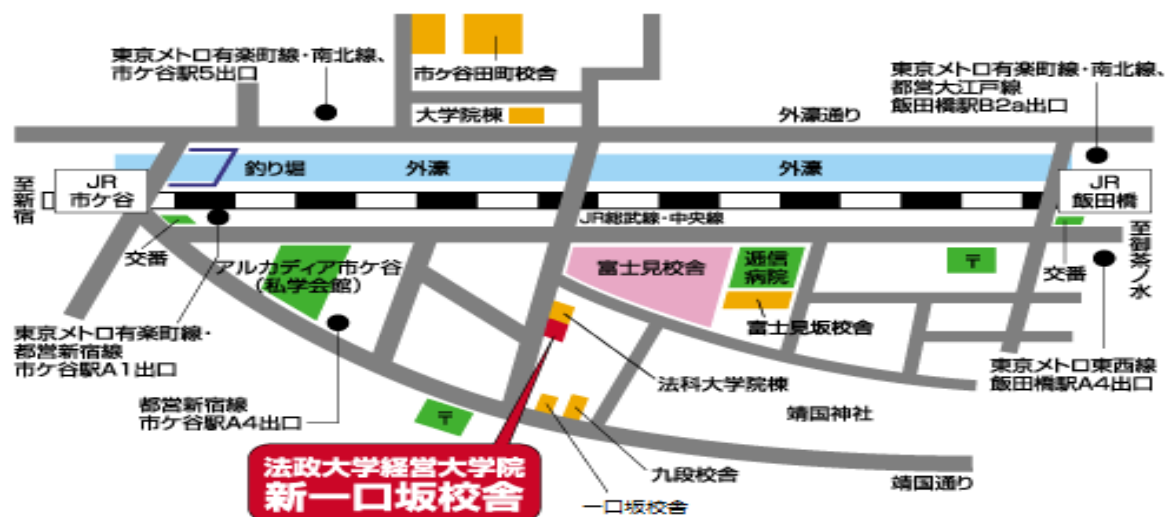 東京メトロ有楽町線・南北線、
市ケ谷駅5出口
市ケ谷田町校舎
大学院棟
外濠通り
東京メトロ有楽町線・南北線、
都営大江戸線
飯田橋駅B2a出口
至新宿
JR
市ケ谷
釣り堀
外濠
外濠
JR
飯田橋
JR総武線・中央線
交番
アルカディア市ケ谷
(私学会館)
富士見校舎
逓信
病院
〒
交番
至御茶ノ水
富士見坂校舎
東京メトロ有楽町線・
都営新宿線
市ケ谷駅A1出口
法科大学院棟
東京メトロ東西線
飯田橋駅A4出口
都営新宿線
市ケ谷駅A4出口
〒
靖国神社
法政大学経営大学院
新一口坂校舎
九段校舎
一口坂校舎
靖国通り